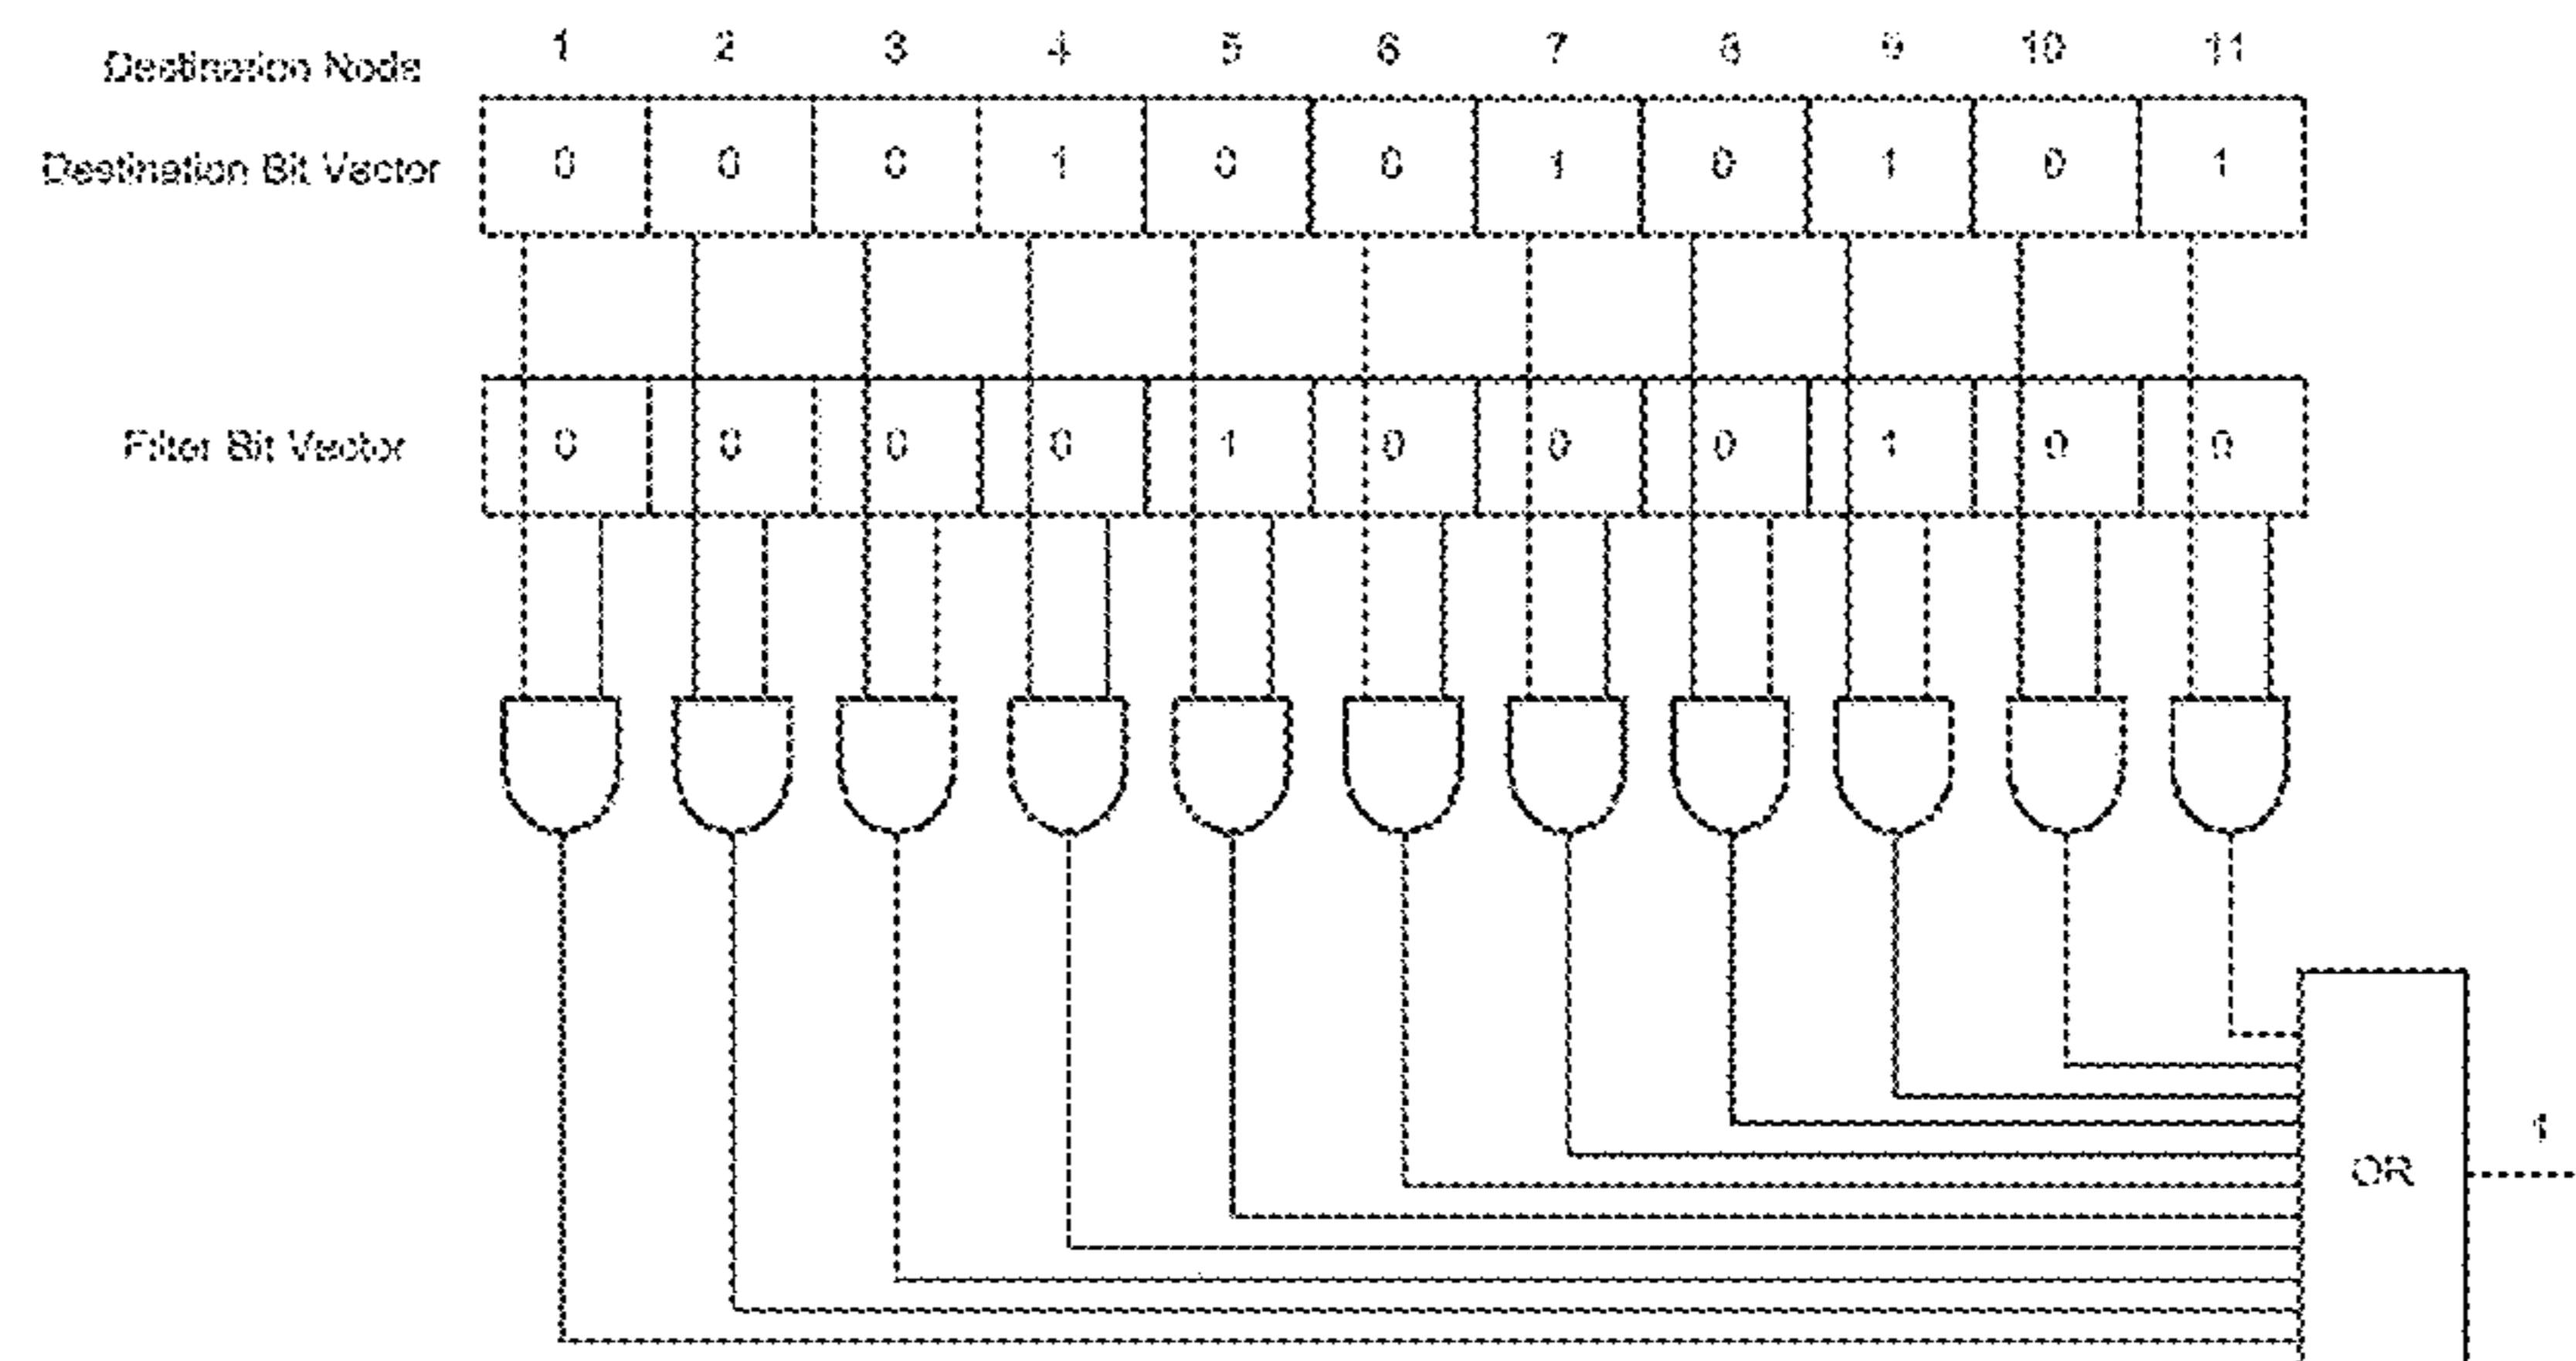 Destination Node 1 2 3 4 5 6 7 8 9 10 11
Destination Bit Vector 0 0 0 1 0 0 1 0 1 0 1
Filter Bit Vector 0 0 0 0 1 0 0 0 1 0 0
1
OR